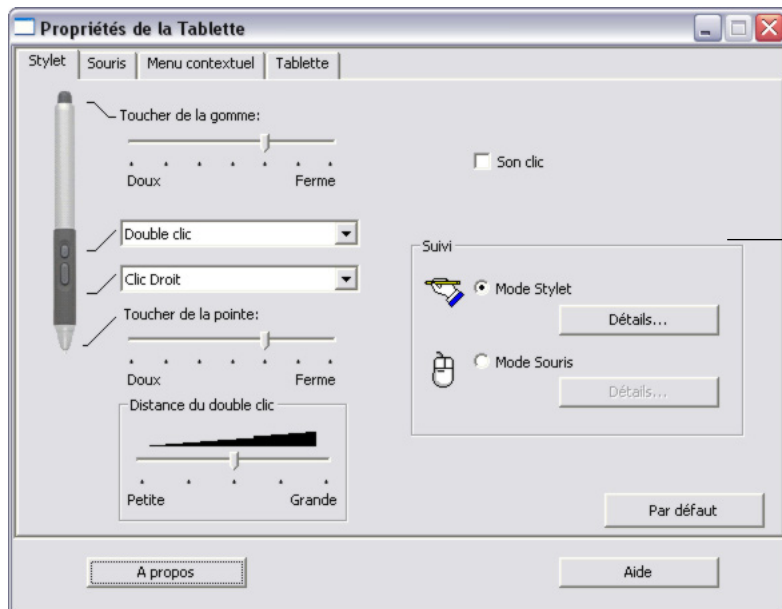 Propriétés de la Tablette
Stylet Souris Menu contextuel Tablette
Toucher de la gomme:
Doux Ferme
Son clic
Double clic
Clic Droit
Toucher de la pointe:
Doux Ferme
Distance du double clic
Petite Grande
Suivi
Mode Stylet
Détails...
Mode Souris
Détails...
Par défaut
A propos
Aide